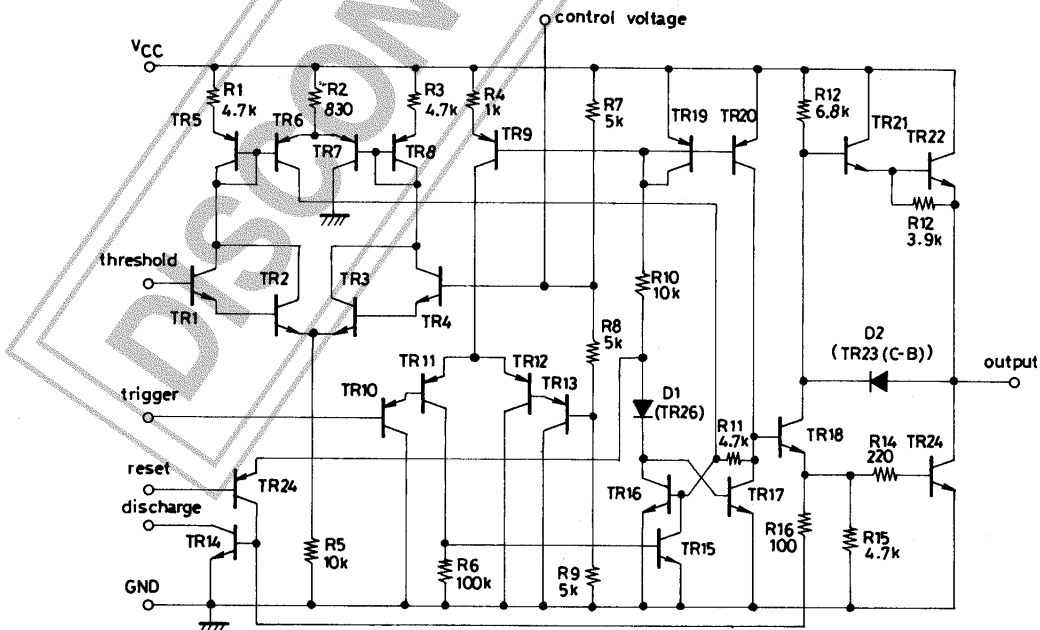 control voltage
VCC
R1
4.7k
R2
830
R3
4.7k
R4
1k
R7
5k
R12
6.8k
TR5
TR6
TR7
TR8
TR9
TR19
TR20
TR21
TR22
R12
3.9k
threshold
TR1
TR2
TR3
TR4
R10
10k
R8
5k
D2
(TR23(C-B))
output
trigger
TR10
TR11
TR12
TR13
D1
(TR26)
R11
4.7k
TR18
R14
220
TR24
reset
TR24
discharge
TR14
R5
10k
R6
100k
R9
5k
TR16
TR15
TR17
R16
100
R15
4.7k
GND
DISCON